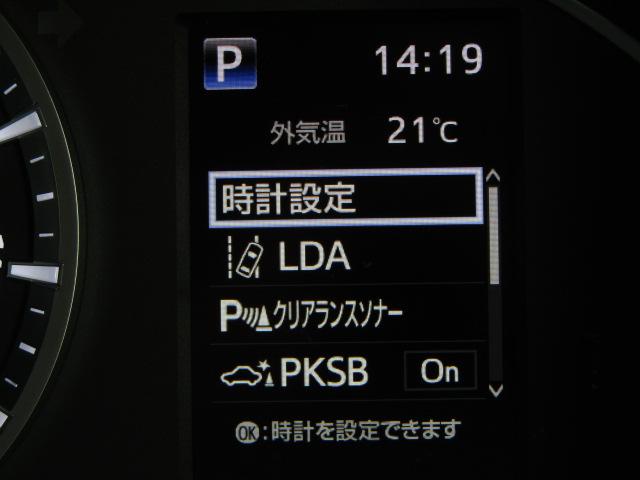 P 14:19
外気温 21℃
時計設定
LDA
Pクリアランスソナー
PKSB On
OK:時計を設定できます